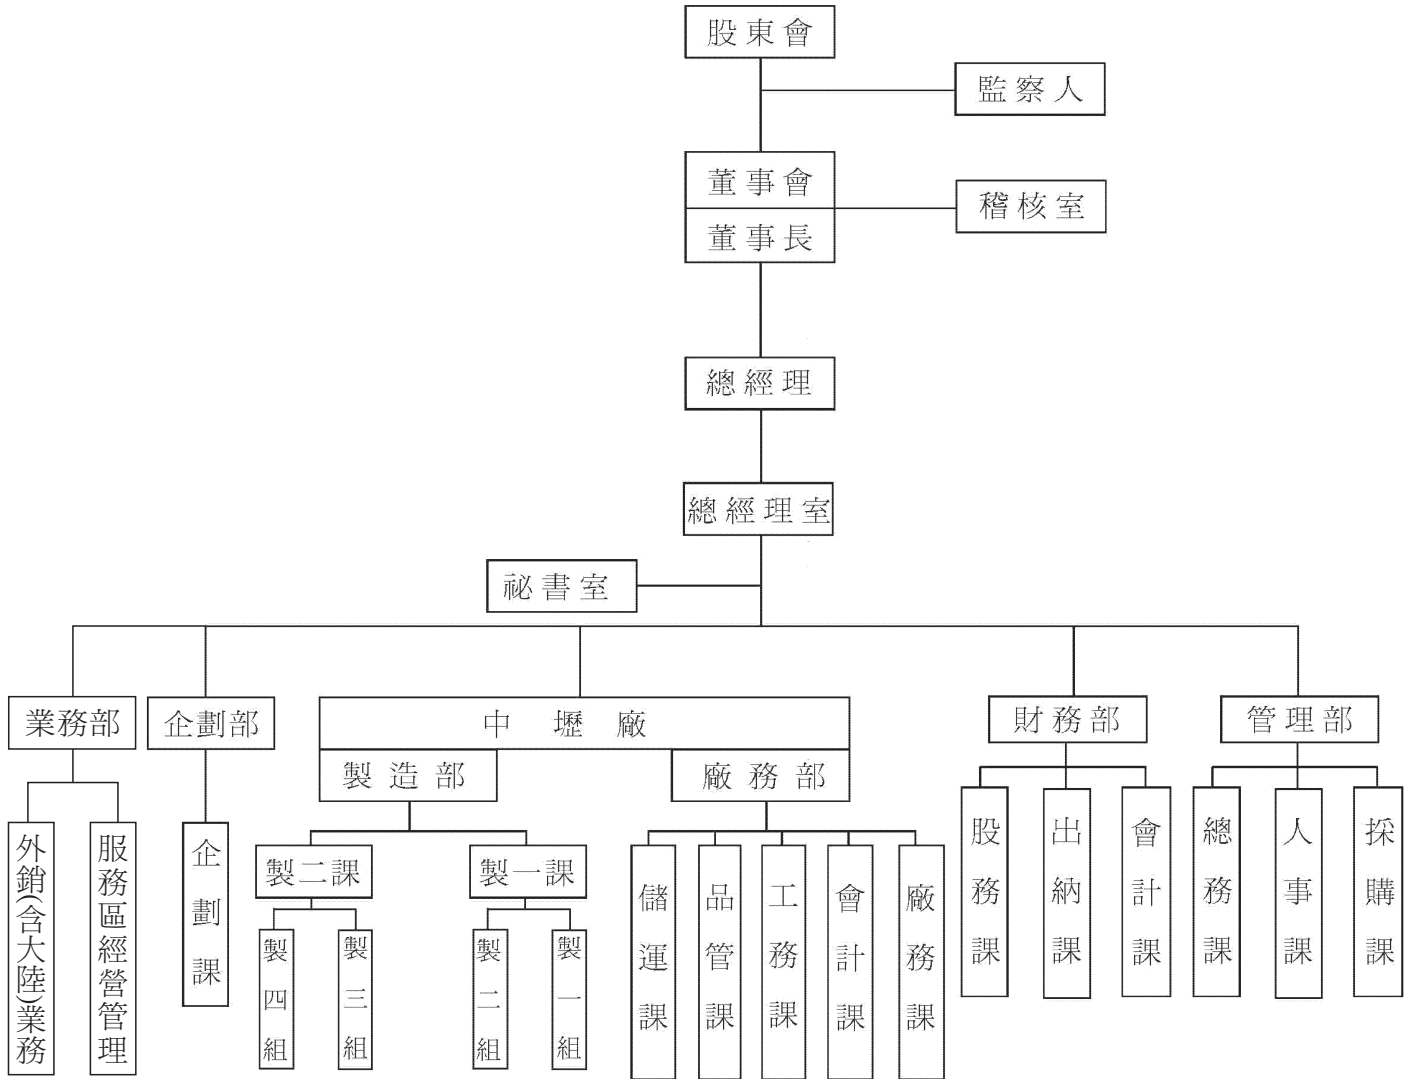 股東會
監察人
董事會
稽核室
董事長
總經理
總經理室
祕書室
業務部
企劃部
中壢廠
財務部
管理部
製造部
廠務部
外銷(含大陸)業務
服務區經營管理
企劃課
製二課
製一課
製四組
製三組
製二組
製一組
儲運課
品管課
工務課
會計課
廠務課
股務課
出納課
會計課
總務課
人事課
採購課